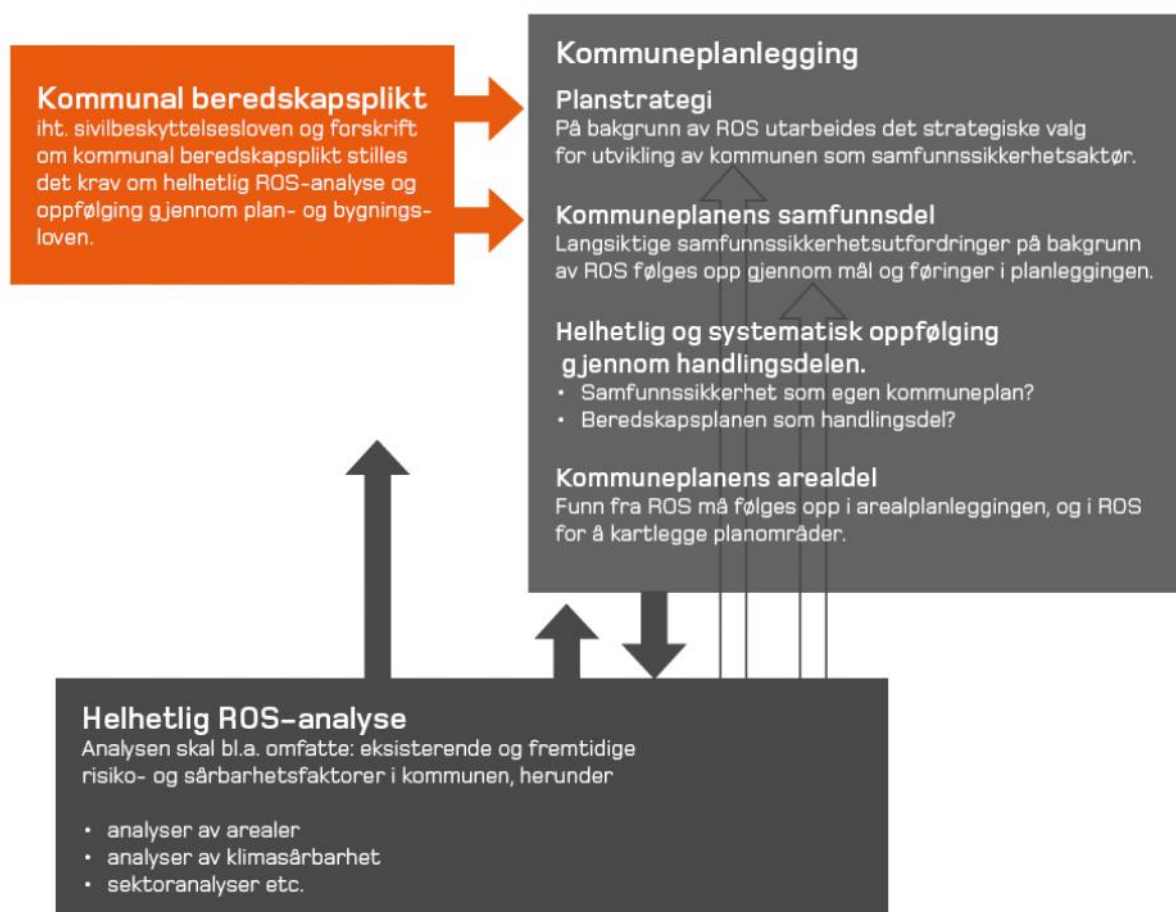 Kommunal beredskapsplikt
iht. sivilbeskyttelsesloven og forskrift
om kommunal beredskapsplikt stilles
det krav om helhetlig ROS-analyse og
oppfølging gjennom plan- og bygnings-
loven.
Kommuneplanlegging
Planstrategi
På bakgrunn av ROS utarbeides det strategiske valg
for utvikling av kommunen som samfunnssikkerhetsaktør.
Kommuneplanens samfunnsdel
Langsiktige samfunnssikkerhetsutfordringer på bakgrunn
av ROS følges opp gjennom mål og føringer i planleggingen.
Helhetlig og systematisk oppfølging
gjennom handlingsdelen.
• Samfunnssikkerhet som egen kommuneplan?
• Beredskapsplanen som handlingsdel?
Kommuneplanens arealdel
Funn fra ROS må følges opp i arealplanleggingen, og i ROS
for å kartlegge planområder.
Helhetlig ROS-analyse
Analysen skal bl.a. omfatte: eksisterende og fremtidige
risiko- og sårbarhetsfaktorer i kommunen, herunder
• analyser av arealer
• analyser av klimasårbarhet
• sektoranalyser etc.